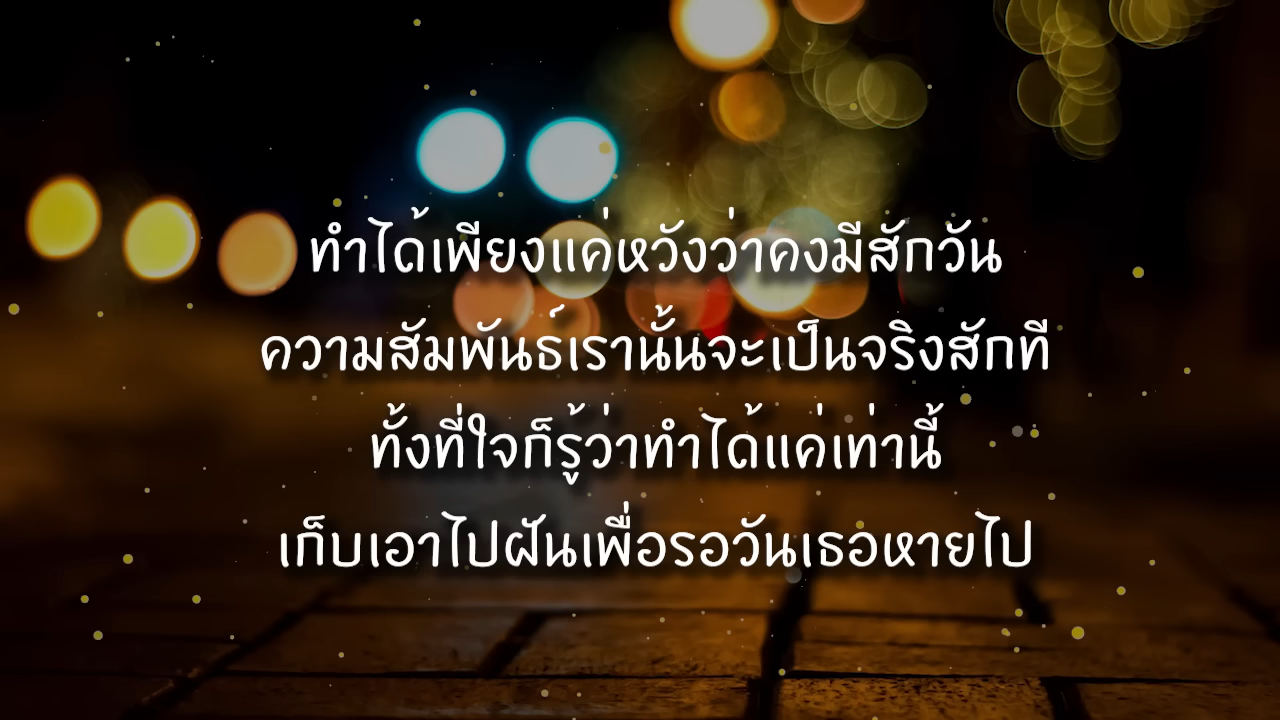 ทำได้เพียงแค่หวังว่าคงมีสักวัน
ความสัมพันธ์เรานั้นจะเป็นจริงสักที
ทั้งที่ใจก็รู้ว่าทำได้แค่เท่านี้
เก็บเอาไปฝันเพื่อรอวันเธอหายไป